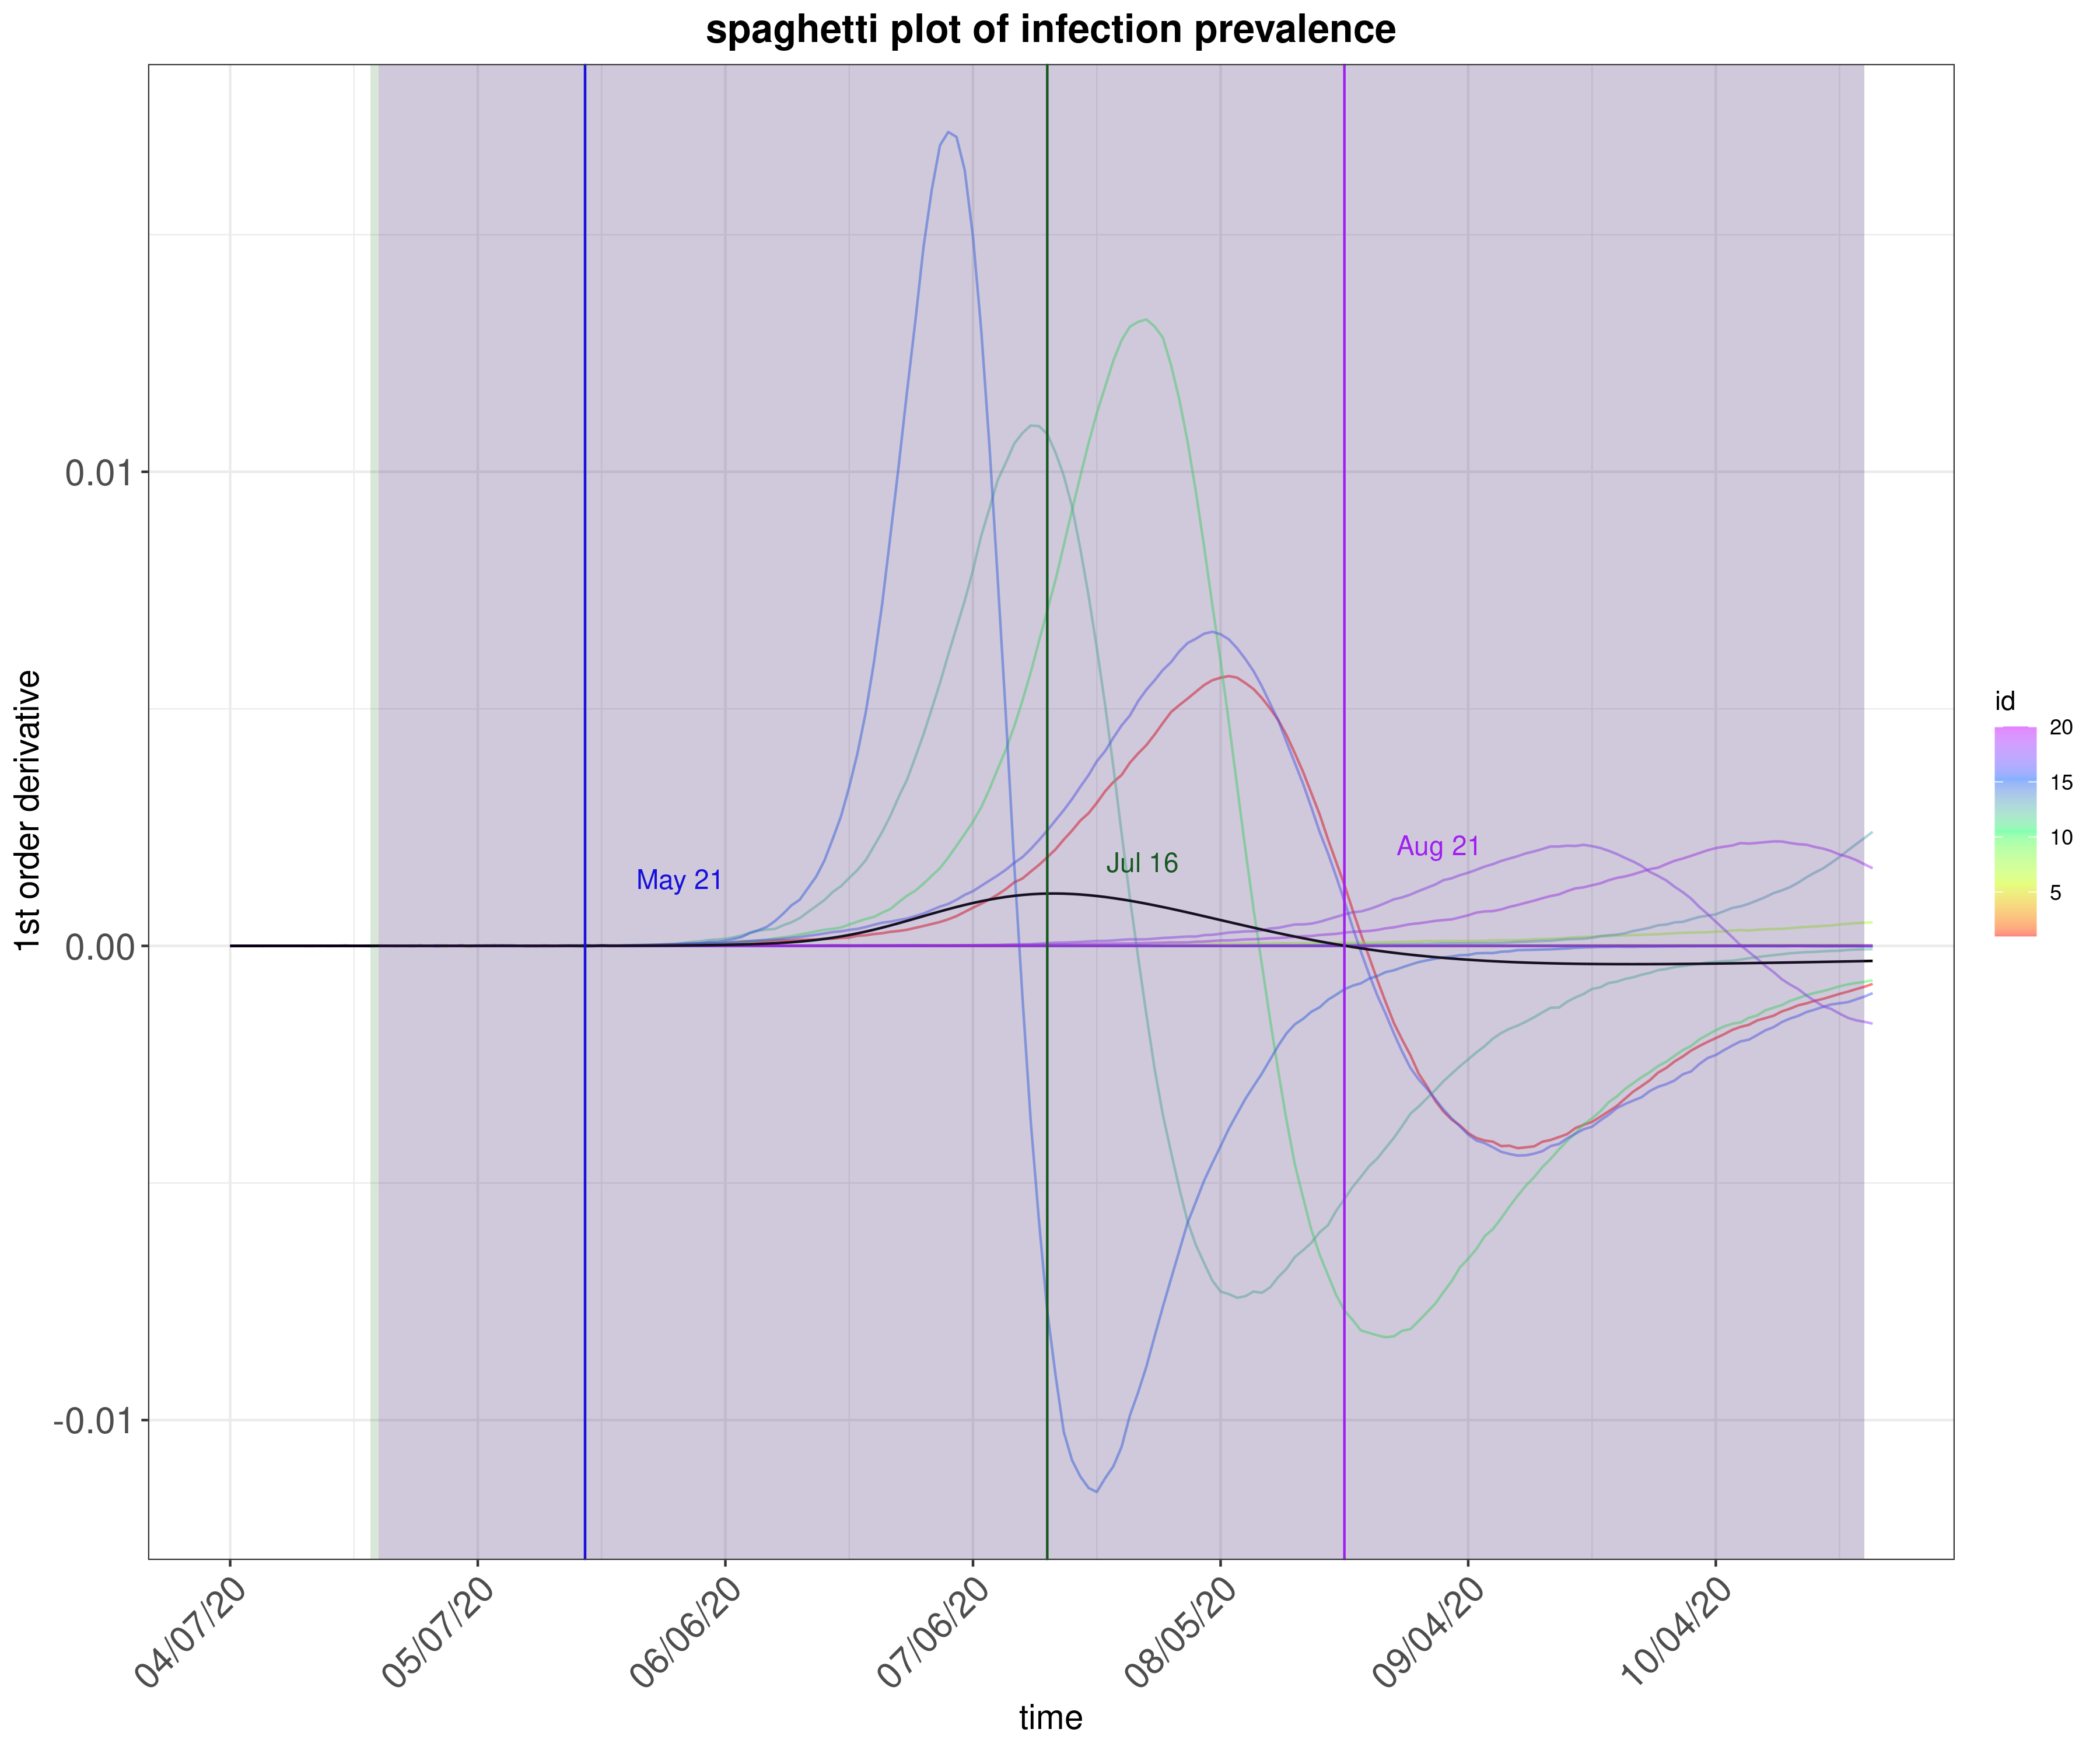 spaghetti plot of infection prevalence
1st order derivative
0.01
0.00
-0.01
May 21
Jul 16
Aug 21
id
20
15
10
5
04/07/20
05/07/20
06/06/20
07/06/20
08/05/20
09/04/20
10/04/20
time